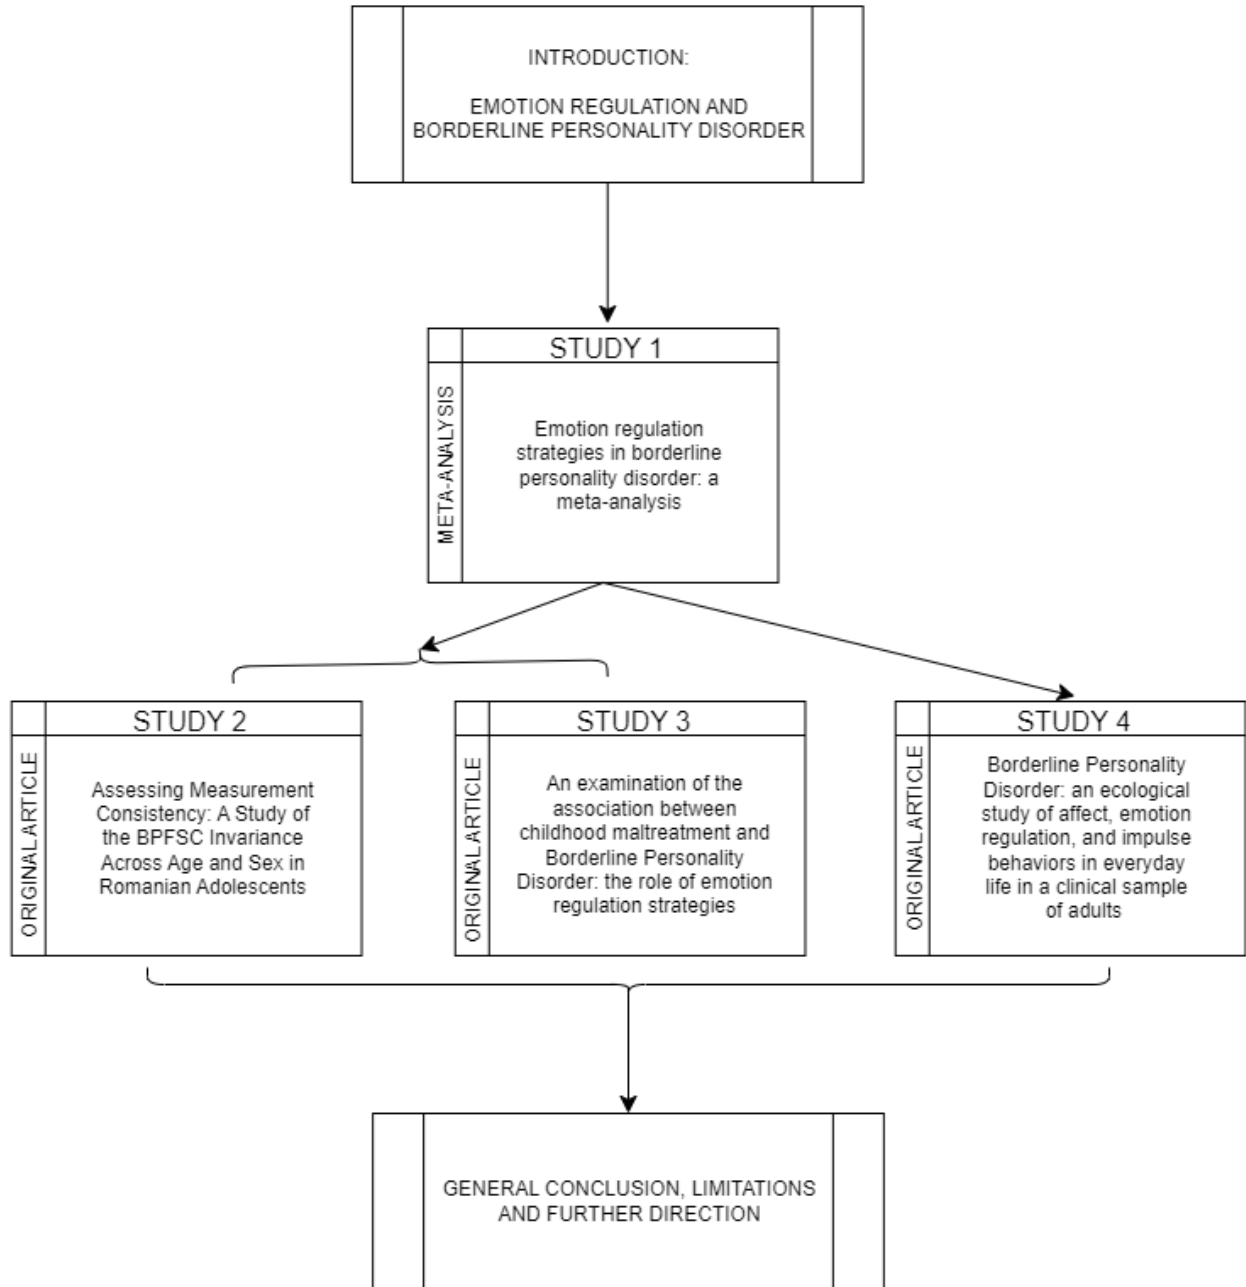 INTRODUCTION:
EMOTION REGULATION AND
BORDERLINE PERSONALITY DISORDER
STUDY 1
META-ANALYSIS
Emotion regulation
strategies in borderline
personality disorder: a
meta-analysis
STUDY 2
ORIGINAL ARTICLE
Assessing Measurement
Consistency: A Study of
the BPFSC Invariance
Across Age and Sex in
Romanian Adolescents
STUDY 3
ORIGINAL ARTICLE
An examination of the
association between
childhood maltreatment and
Borderline Personality
Disorder: the role of emotion
regulation strategies
STUDY 4
ORIGINAL ARTICLE
Borderline Personality
Disorder: an ecological
study of affect, emotion
regulation, and impulse
behaviors in everyday
life in a clinical sample
of adults
GENERAL CONCLUSION, LIMITATIONS
AND FURTHER DIRECTION